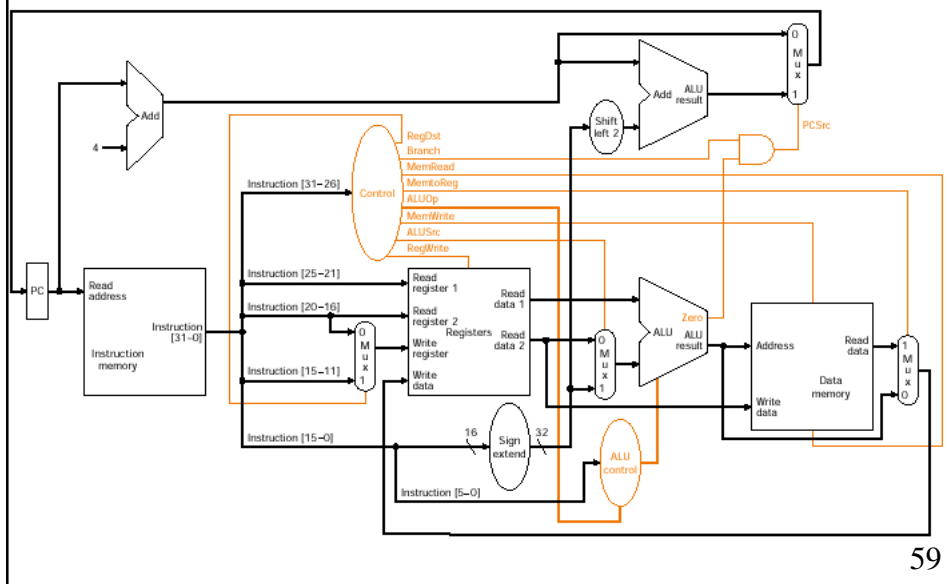 0
M
u
x
1
Add
ALU
result
Add
4
Shift
left 2
PCSrc
RegDst
Branch
MemRead
MemtoReg
ALUOp
MemWrite
ALUSrc
RegWrite
Control
Instruction [31–26]
Instruction [25–21]
Instruction [20–16]
Instruction [15–11]
Instruction [15–0]
Instruction [5–0]
PC
Read
address
Instruction
[31–0]
Instruction
memory
0
M
u
x
1
Read
register 1
Read
register 2
Write
register
Write
data
Registers
Read
data 1
Read
data 2
16
Sign
extend
32
0
M
u
x
1
Zero
ALU
ALU
result
ALU
control
Address
Write
data
Read
data
Data
memory
1
M
u
x
0
59